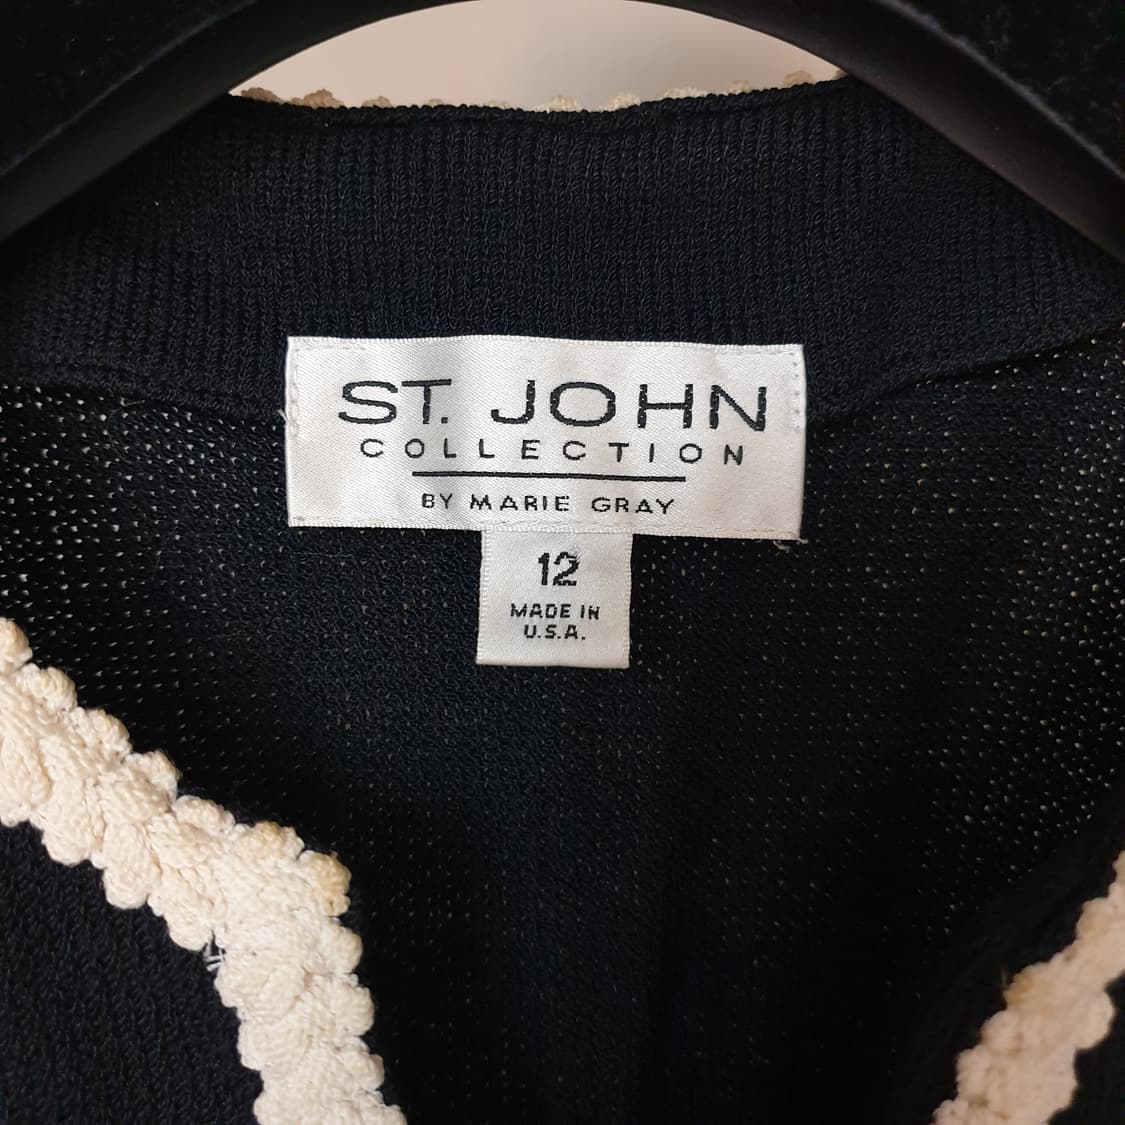 ST. JOHN
COLLECTION
BY MARIE GRAY
12
MADE IN
U.S.A.